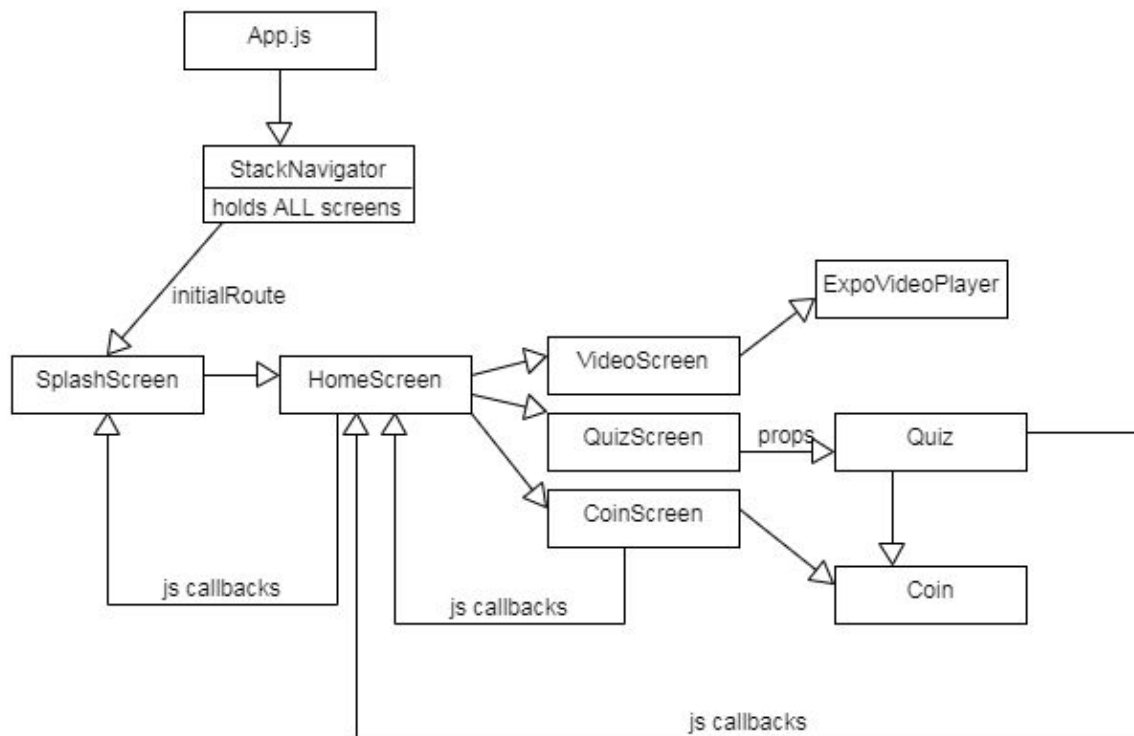 App.js
StackNavigator
holds ALL screens
initialRoute
ExpoVideoPlayer
SplashScreen
HomeScreen
VideoScreen
QuizScreen
props
Quiz
CoinScreen
js callbacks
js callbacks
Coin
js callbacks